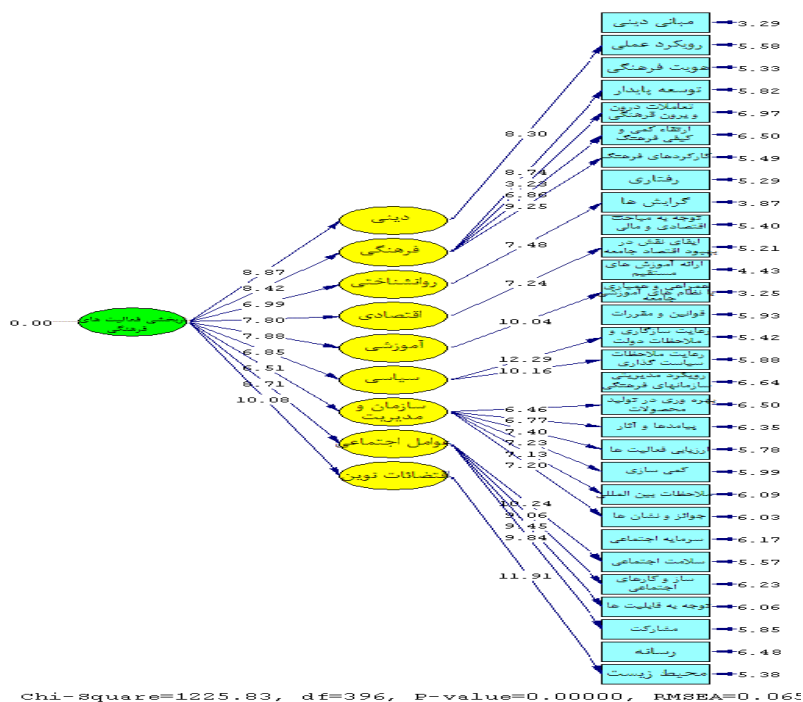 مبانی دینی
3.29
رویکرد عملی
5.58
هویت فرهنگی
5.33
توسعه پایدار
5.82
تعاملات درون
و برون فرهنگی
6.97
ارتقاء کمی و
کیفی فرهنگ
6.50
کارکردهای فرهنگ
5.49
رفتاری
5.29
گرایش ها
3.87
توجه به مباحث
اقتصادی و مالی
5.40
ایفای نقش در
بهبود اقتصاد جامعه
5.21
ارائه آموزش های
مستقیم
4.43
همراهی و همیاری
با نظام های آموزشی
جامعه
3.25
قوانین و مقررات
5.93
رعایت سازگاری و
ملاحظات دولت
5.42
رعایت ملاحظات
سیاست گذاری
5.88
رویکرد مدیریتی
سازمانهای فرهنگی
6.64
بهره وری در تولید
محصولات
6.50
پیامدها و آثار
6.35
ارزیابی فعالیت ها
5.78
کمی سازی
5.99
ملاحظات بین المللی
6.09
جوائز و نشان ها
6.03
سرمایه اجتماعی
6.17
سلامت اجتماعی
5.57
ساز و کارهای
اجتماعی
6.23
توجه به قابلیت ها
6.06
مشارکت
5.85
رسانه
6.48
محیط زیست
5.38
دینی
فرهنگی
روانشناختی
اقتصادی
آموزشی
سیاسی
سازمان و
مدیریت
عوامل اجتماعی
اقتضائات نوین
اثربخشی فعالیت های
فرهنگی
0.00
8.87
8.42
6.99
7.80
7.88
6.85
6.51
8.71
10.08
8.30
8.74
3.23
6.86
9.25
7.48
7.24
10.04
12.29
10.16
6.46
6.77
7.40
7.23
7.13
7.20
10.24
9.06
9.45
9.84
11.91
Chi-Square=1225.83, df=396, P-value=0.00000, RMSEA=0.065